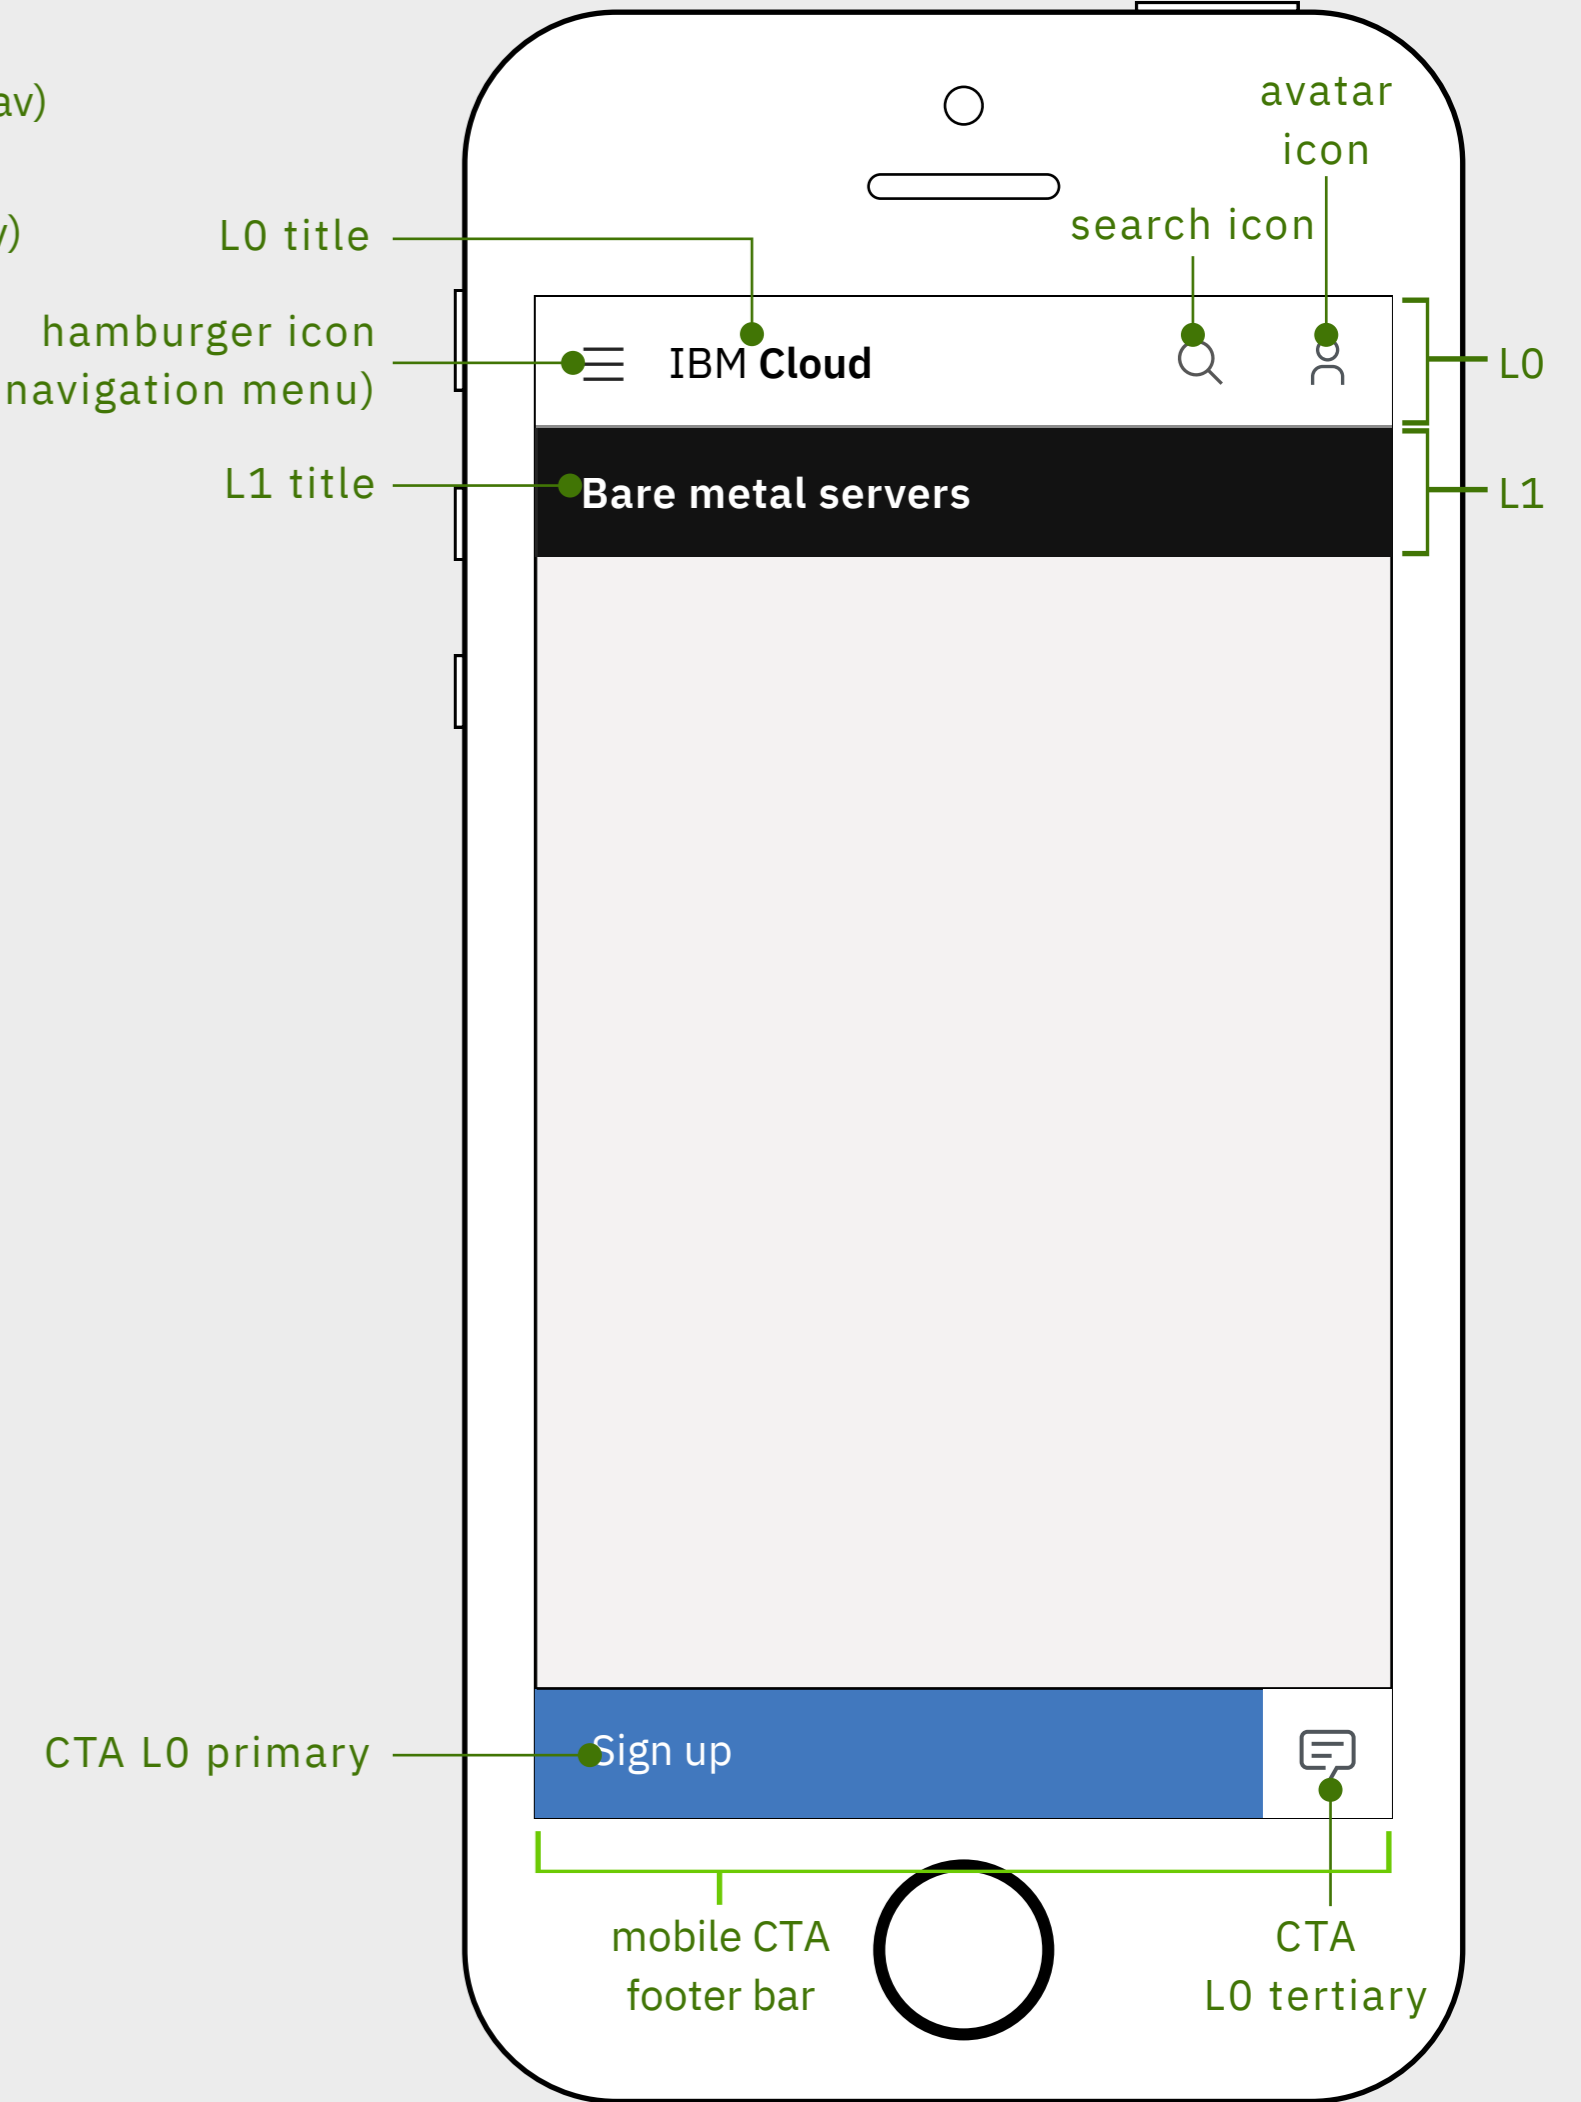 av)
avatar
icon
search icon
L0 title
hamburger icon
navigation menu)
IBM Cloud
L0
L1 title
Bare metal servers
L1
CTA L0 primary
Sign up
mobile CTA
footer bar
CTA
L0 tertiary